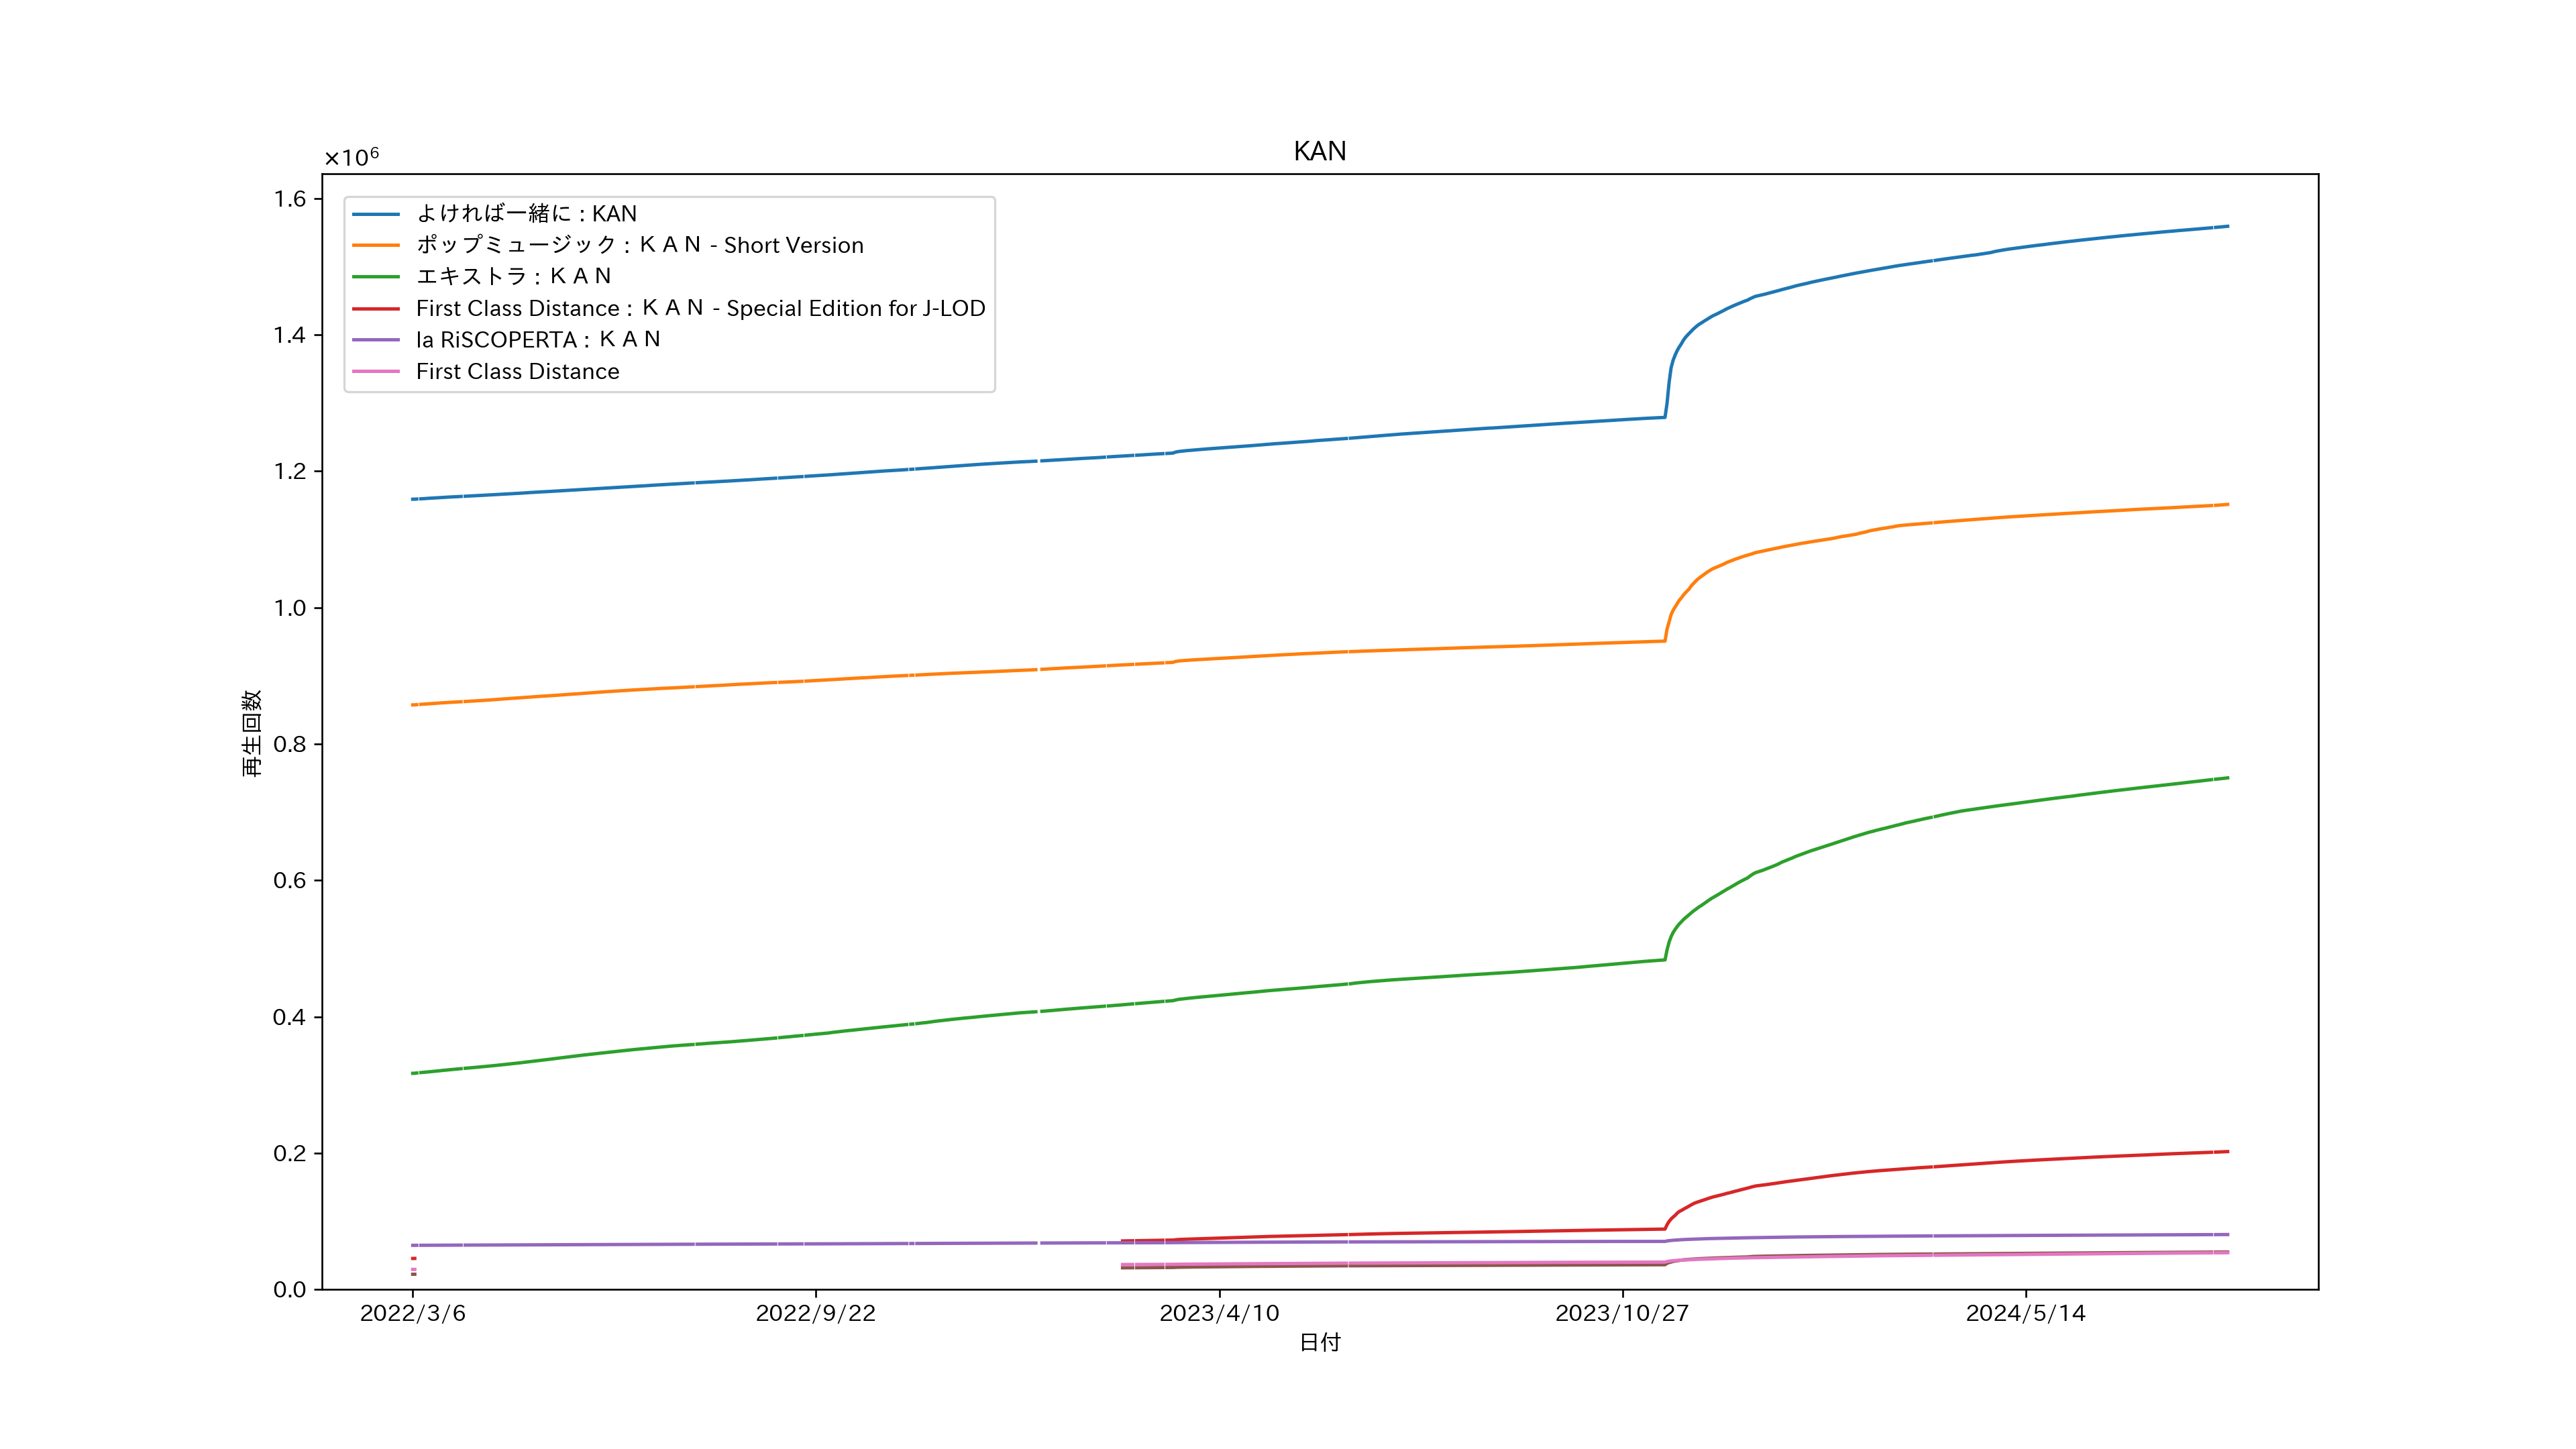 KAN
×10⁶
1.6
1.4
1.2
1.0
0.8
0.6
0.4
0.2
0.0
再生回数
よければ一緒に : KAN
ポップミュージック : ＫＡＮ - Short Version
エキストラ : ＫＡＮ
First Class Distance : ＫＡＮ - Special Edition for J-LOD
la RiSCOPERTA : ＫＡＮ
First Class Distance
2022/3/6
2022/9/22
2023/4/10
2023/10/27
2024/5/14
日付